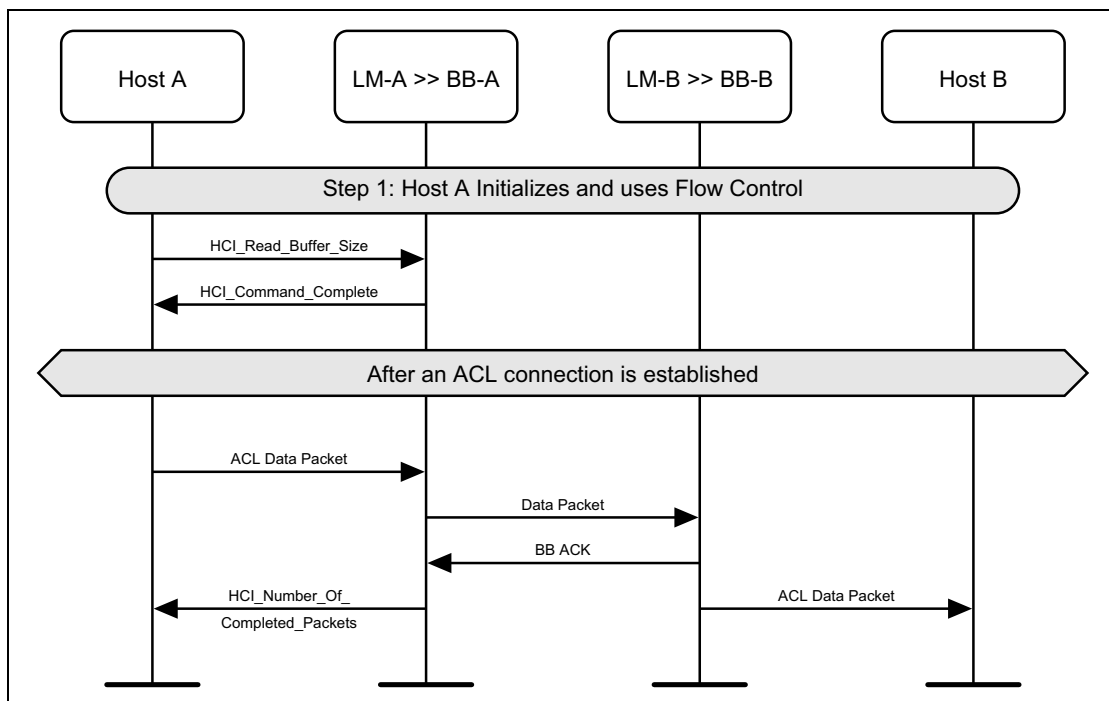 Host A
LM-A >> BB-A
LM-B >> BB-B
Host B
Step 1: Host A Initializes and uses Flow Control
HCI_Read_Buffer_Size
HCI_Command_Complete
After an ACL connection is established
ACL Data Packet
Data Packet
BB ACK
HCI_Number_Of_
Completed_Packets
ACL Data Packet